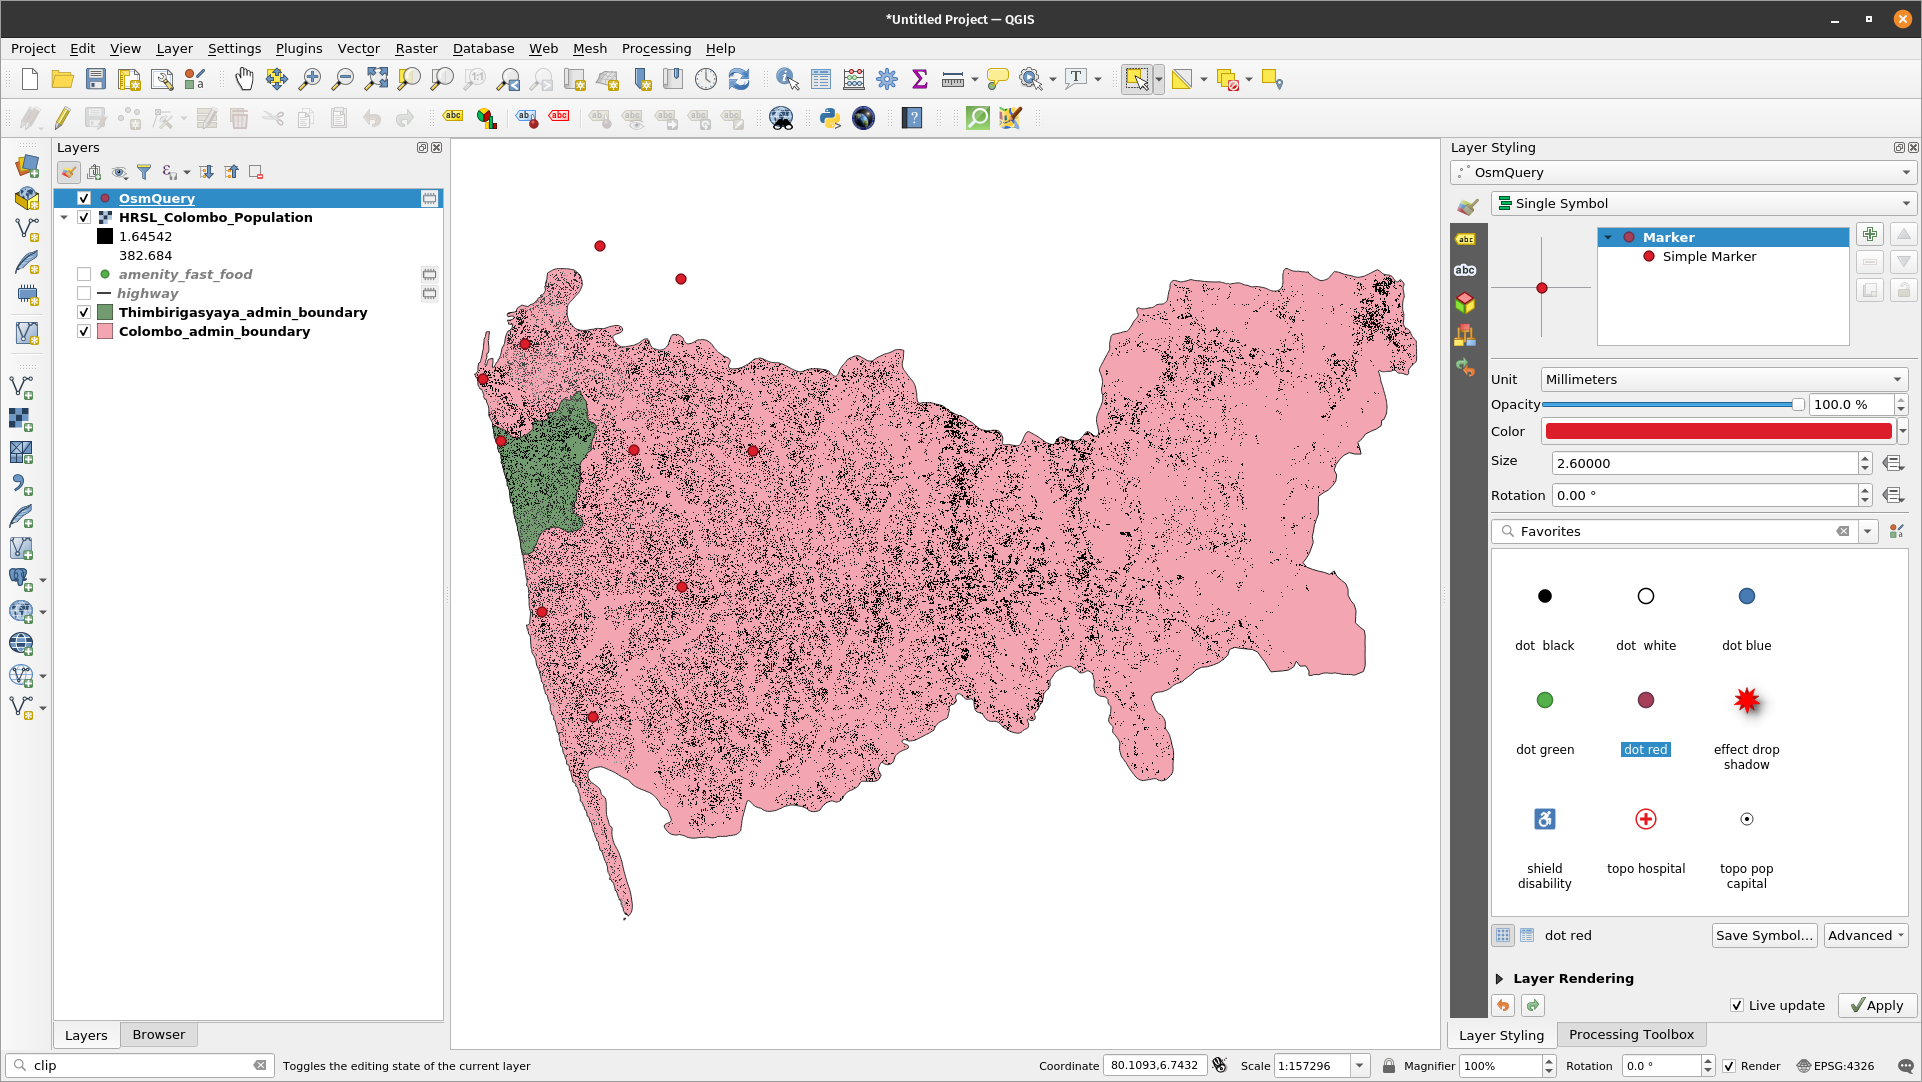 *Untitled Project — QGIS
Project Edit View Layer Settings Plugins Vector Raster Database Web Mesh Processing Help
Layers
OsmQuery
HRSL_Colombo_Population
1.64542
382.684
amenity_fast_food
highway
Thimbirigasyaya_admin_boundary
Colombo_admin_boundary
Layers Browser
Layer Styling
OsmQuery
Single Symbol
Marker
Simple Marker
Unit Millimeters
Opacity 100.0 %
Color
Size 2.60000
Rotation 0.00 °
Favorites
dot black dot white dot blue
dot green dot red effect drop
shadow
shield topo hospital topo pop
disability capital
dot red Save Symbol... Advanced
Layer Rendering
Live update Apply
Layer Styling Processing Toolbox
clip Toggles the editing state of the current layer Coordinate 80.1093,6.7432 Scale 1:157296 Magnifier 100% Rotation 0.0 ° Render EPSG:4326